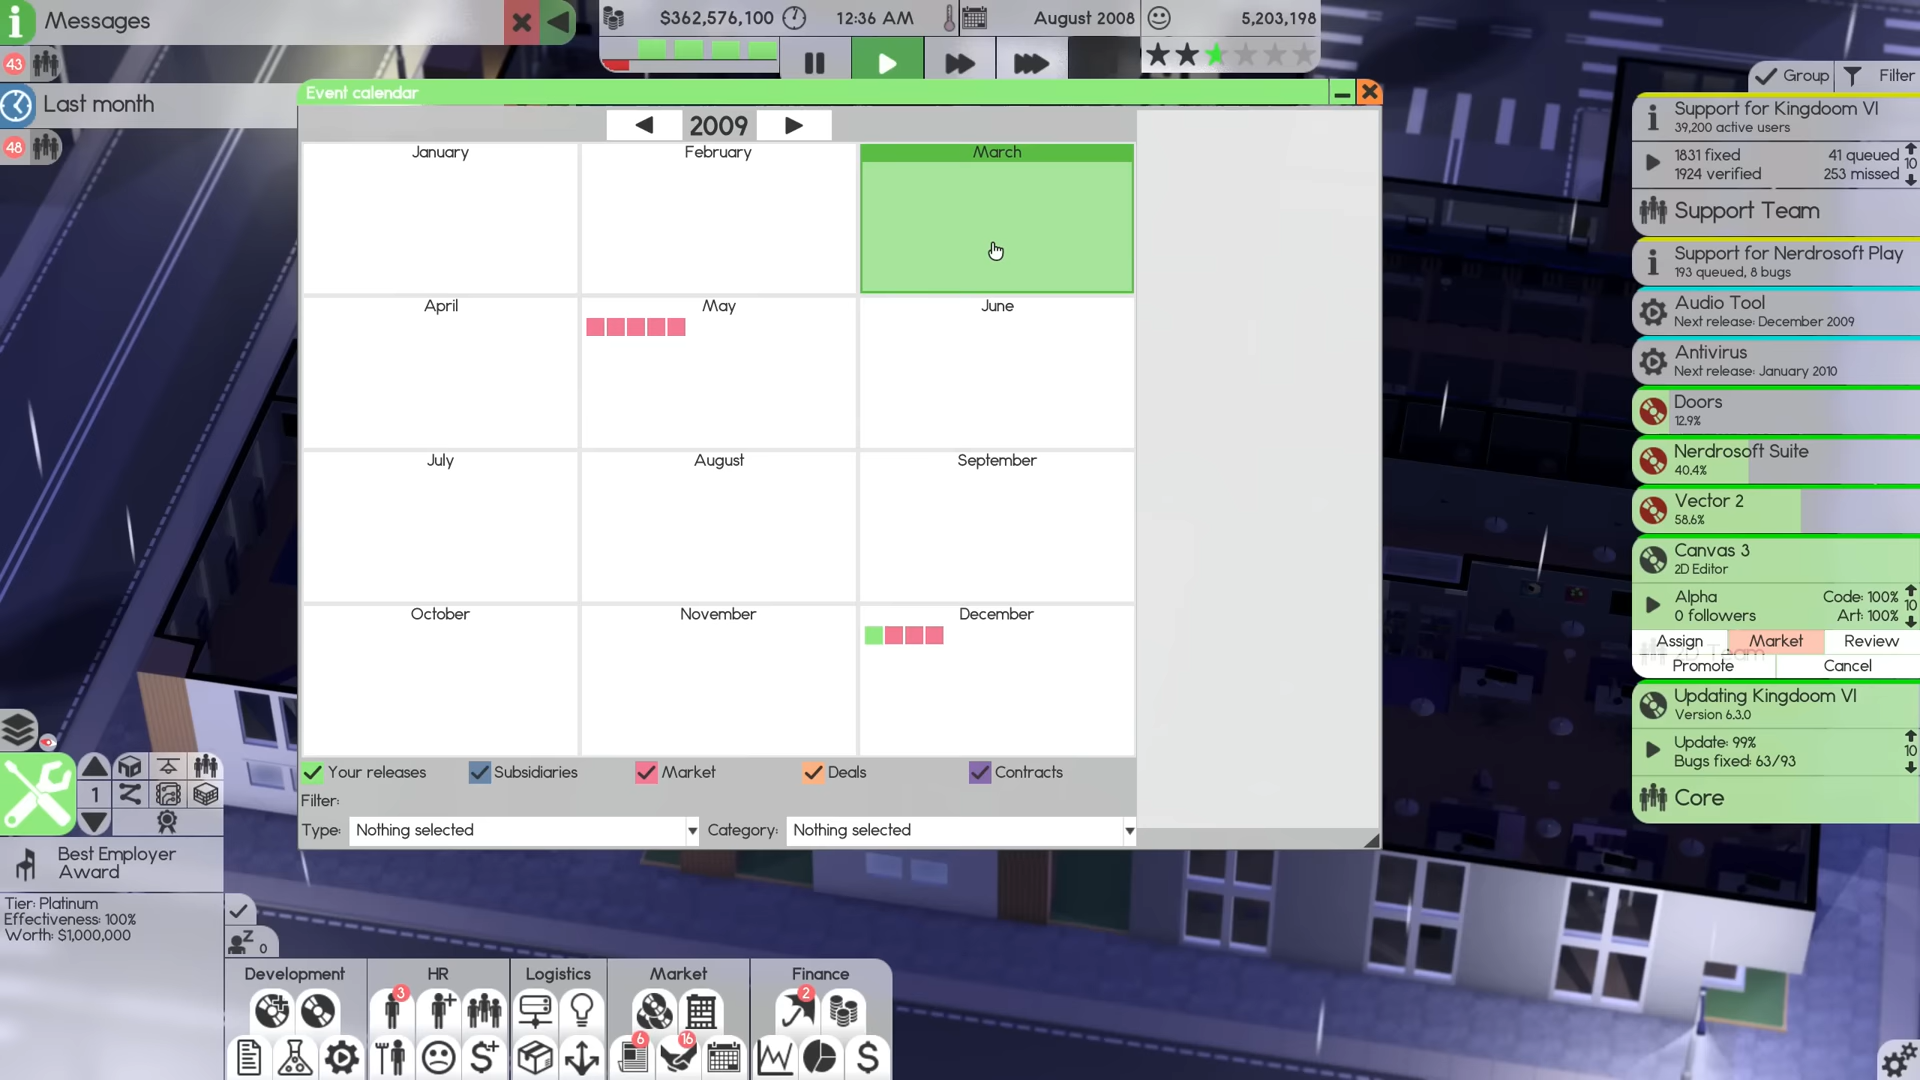 Messages
43
Last month
48
$362,576,100
12:36 AM
August 2008
5,203,198
Event calendar
2009
January
February
March
April
May
June
July
August
September
October
November
December
Your releases
Subsidiaries
Market
Deals
Contracts
Filter:
Type:
Nothing selected
Category:
Nothing selected
Group
Filter
Support for Kingdoom VI
39,200 active users
1831 fixed
41 queued
1924 verified
253 missed
10
Support Team
Support for Nerdrosoft Play
193 queued, 8 bugs
Audio Tool
Next release: December 2009
Antivirus
Next release: January 2010
Doors
12.9%
Nerdrosoft Suite
40.4%
Vector 2
58.6%
Canvas 3
2D Editor
Alpha
Code: 100%
0 followers
Art: 100%
10
Assign
Market
Review
Promote
Cancel
Updating Kingdoom VI
Version 6.3.0
Update: 99%
Bugs fixed: 63/93
10
Core
1
Best Employer
Award
Tier: Platinum
Effectiveness: 100%
Worth: $1,000,000
Z
0
Development
HR
Logistics
Market
Finance
3
2
6
16